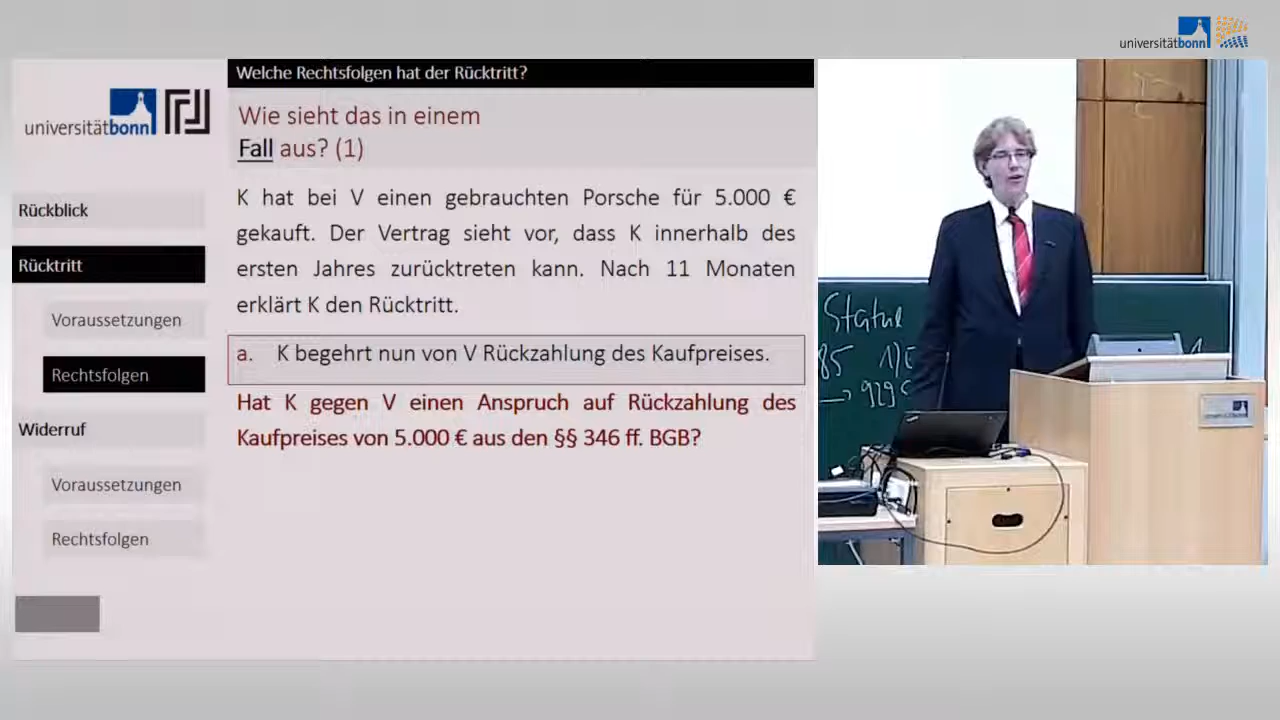 universitätbonn
Welche Rechtsfolgen hat der Rücktritt?
universitätbonn
Wie sieht das in einem
Fall aus? (1)
Rückblick
Rücktritt
Voraussetzungen
Rechtsfolgen
Widerruf
Voraussetzungen
Rechtsfolgen
K hat bei V einen gebrauchten Porsche für 5.000 €
gekauft. Der Vertrag sieht vor, dass K innerhalb des
ersten Jahres zurücktreten kann. Nach 11 Monaten
erklärt K den Rücktritt.
a. K begehrt nun von V Rückzahlung des Kaufpreises.
Hat K gegen V einen Anspruch auf Rückzahlung des
Kaufpreises von 5.000 € aus den §§ 346 ff. BGB?
Statue
85
929